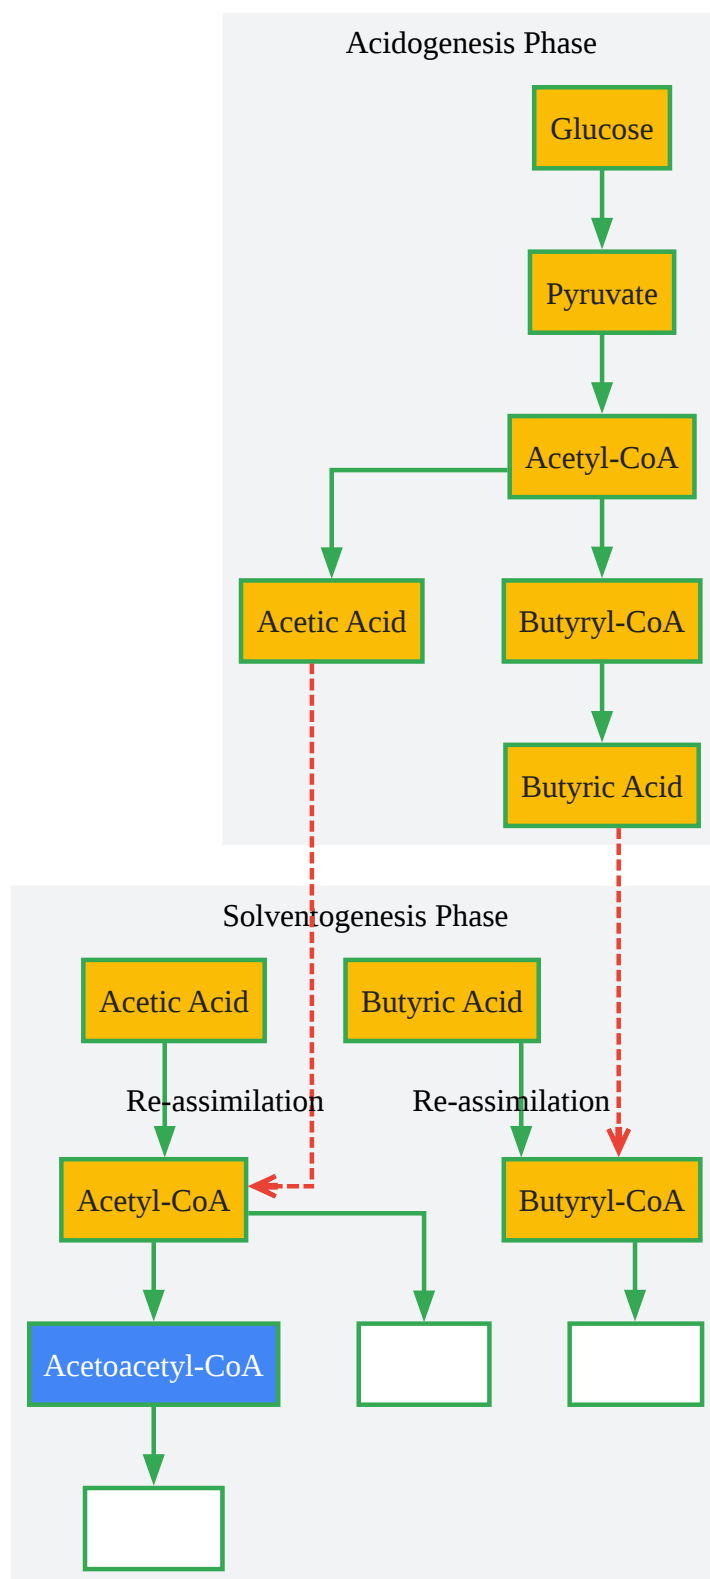 Acidogenesis Phase
Glucose
Pyruvate
Acetyl-CoA
Acetic Acid
Butyryl-CoA
Butyric Acid
Solventogenesis Phase
Acetic Acid
Butyric Acid
Re-assimilation
Re-assimilation
Acetyl-CoA
Butyryl-CoA
Acetoacetyl-CoA